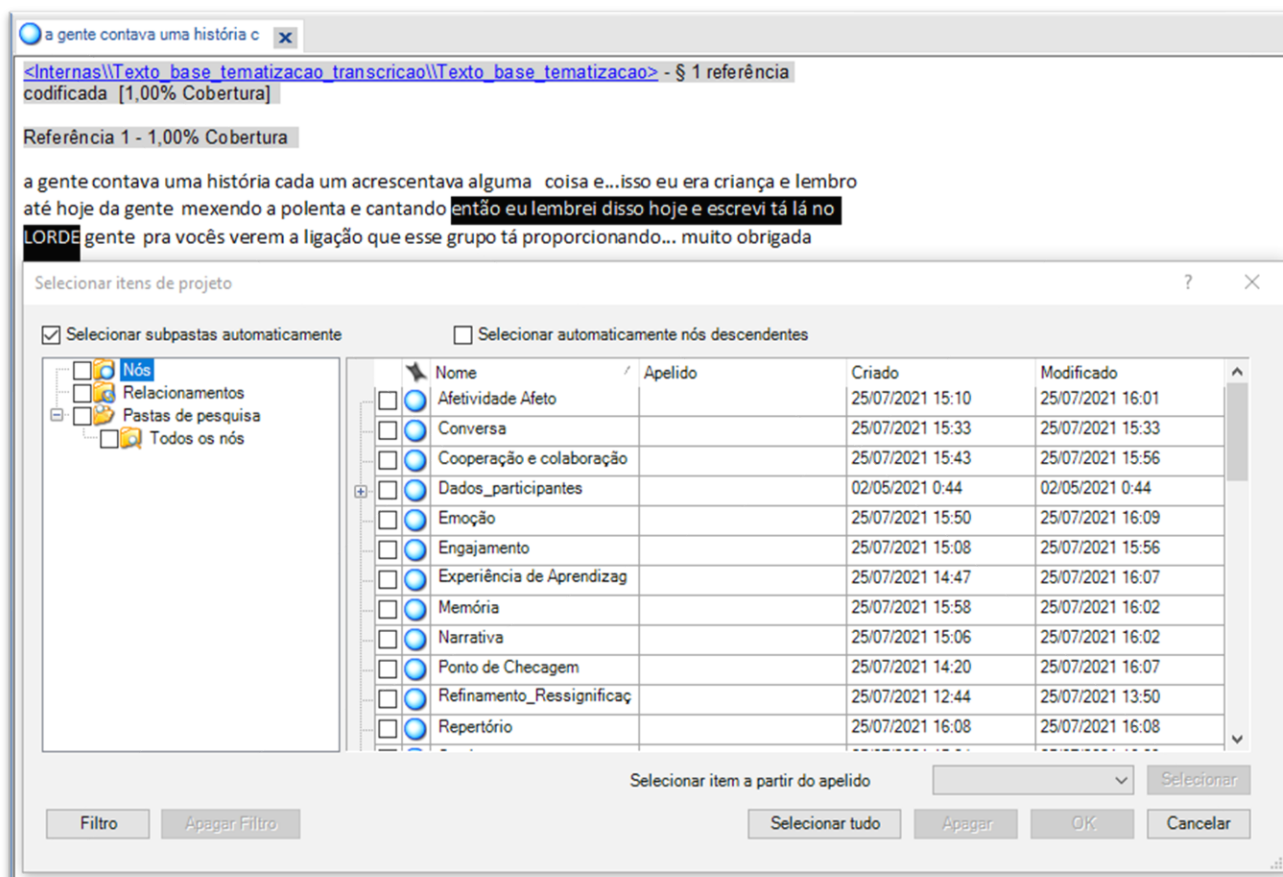 a gente contava uma história c
<Internas\\Texto_base_tematizacao_transcricao\\Texto_base_tematizacao> - § 1 referência
codificada [1,00% Cobertura]
Referência 1 - 1,00% Cobertura
a gente contava uma história cada um acrescentava alguma coisa e...isso eu era criança e lembro
até hoje da gente mexendo a polenta e cantando então eu lembrei disso hoje e escrevi tá lá no
LORDE gente pra vocês verem a ligação que esse grupo tá proporcionando... muito obrigada
Selecionar itens de projeto ?
Selecionar subpastas automaticamente Selecionar automaticamente nós descendentes
Nós
Relacionamentos
Pastas de pesquisa
Todos os nós
Nome Apelido Criado Modificado
Afetividade Afeto 25/07/2021 15:10 25/07/2021 16:01
Conversa 25/07/2021 15:33 25/07/2021 15:33
Cooperação e colaboração 25/07/2021 15:43 25/07/2021 15:56
Dados_participantes 02/05/2021 0:44 02/05/2021 0:44
Emoção 25/07/2021 15:50 25/07/2021 16:09
Engajamento 25/07/2021 15:08 25/07/2021 15:56
Experiência de Aprendizag 25/07/2021 14:47 25/07/2021 16:07
Memória 25/07/2021 15:58 25/07/2021 16:02
Narrativa 25/07/2021 15:06 25/07/2021 16:02
Ponto de Checagem 25/07/2021 14:20 25/07/2021 16:07
Refinamento_Ressignificaç 25/07/2021 12:44 25/07/2021 13:50
Repertório 25/07/2021 16:08 25/07/2021 16:08
Selecionar item a partir do apelido Selecionar
Filtro Apagar Filtro Selecionar tudo Apagar OK Cancelar